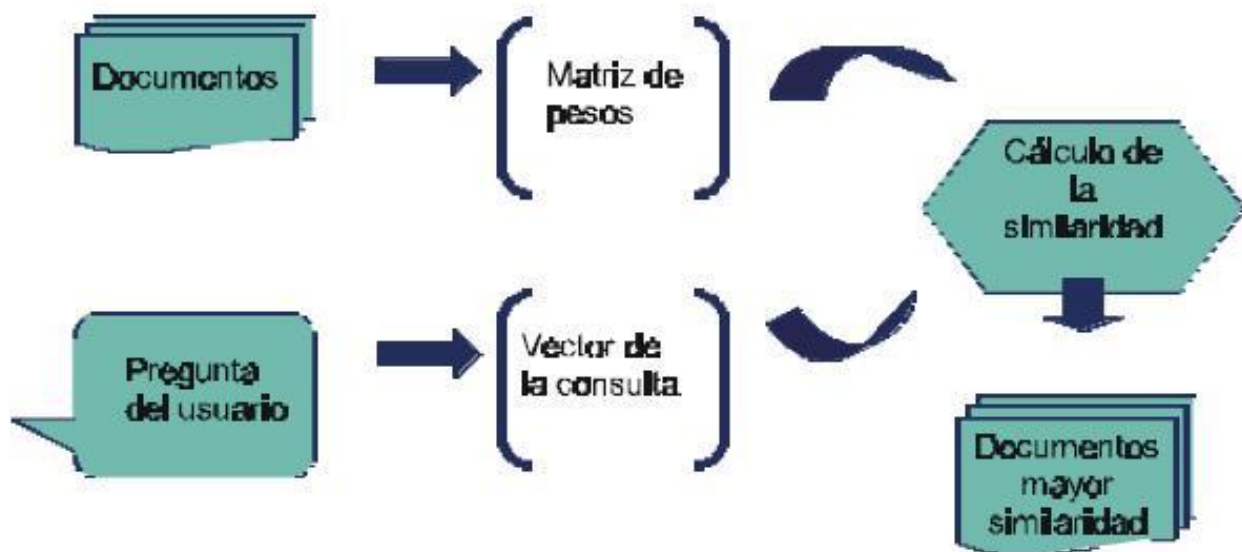 Documentos
Matriz de
pesos
Cálculo de
la
similaridad
Pregunta
del usuario
Vector de
la consulta
Documentos
mayor
similaridad